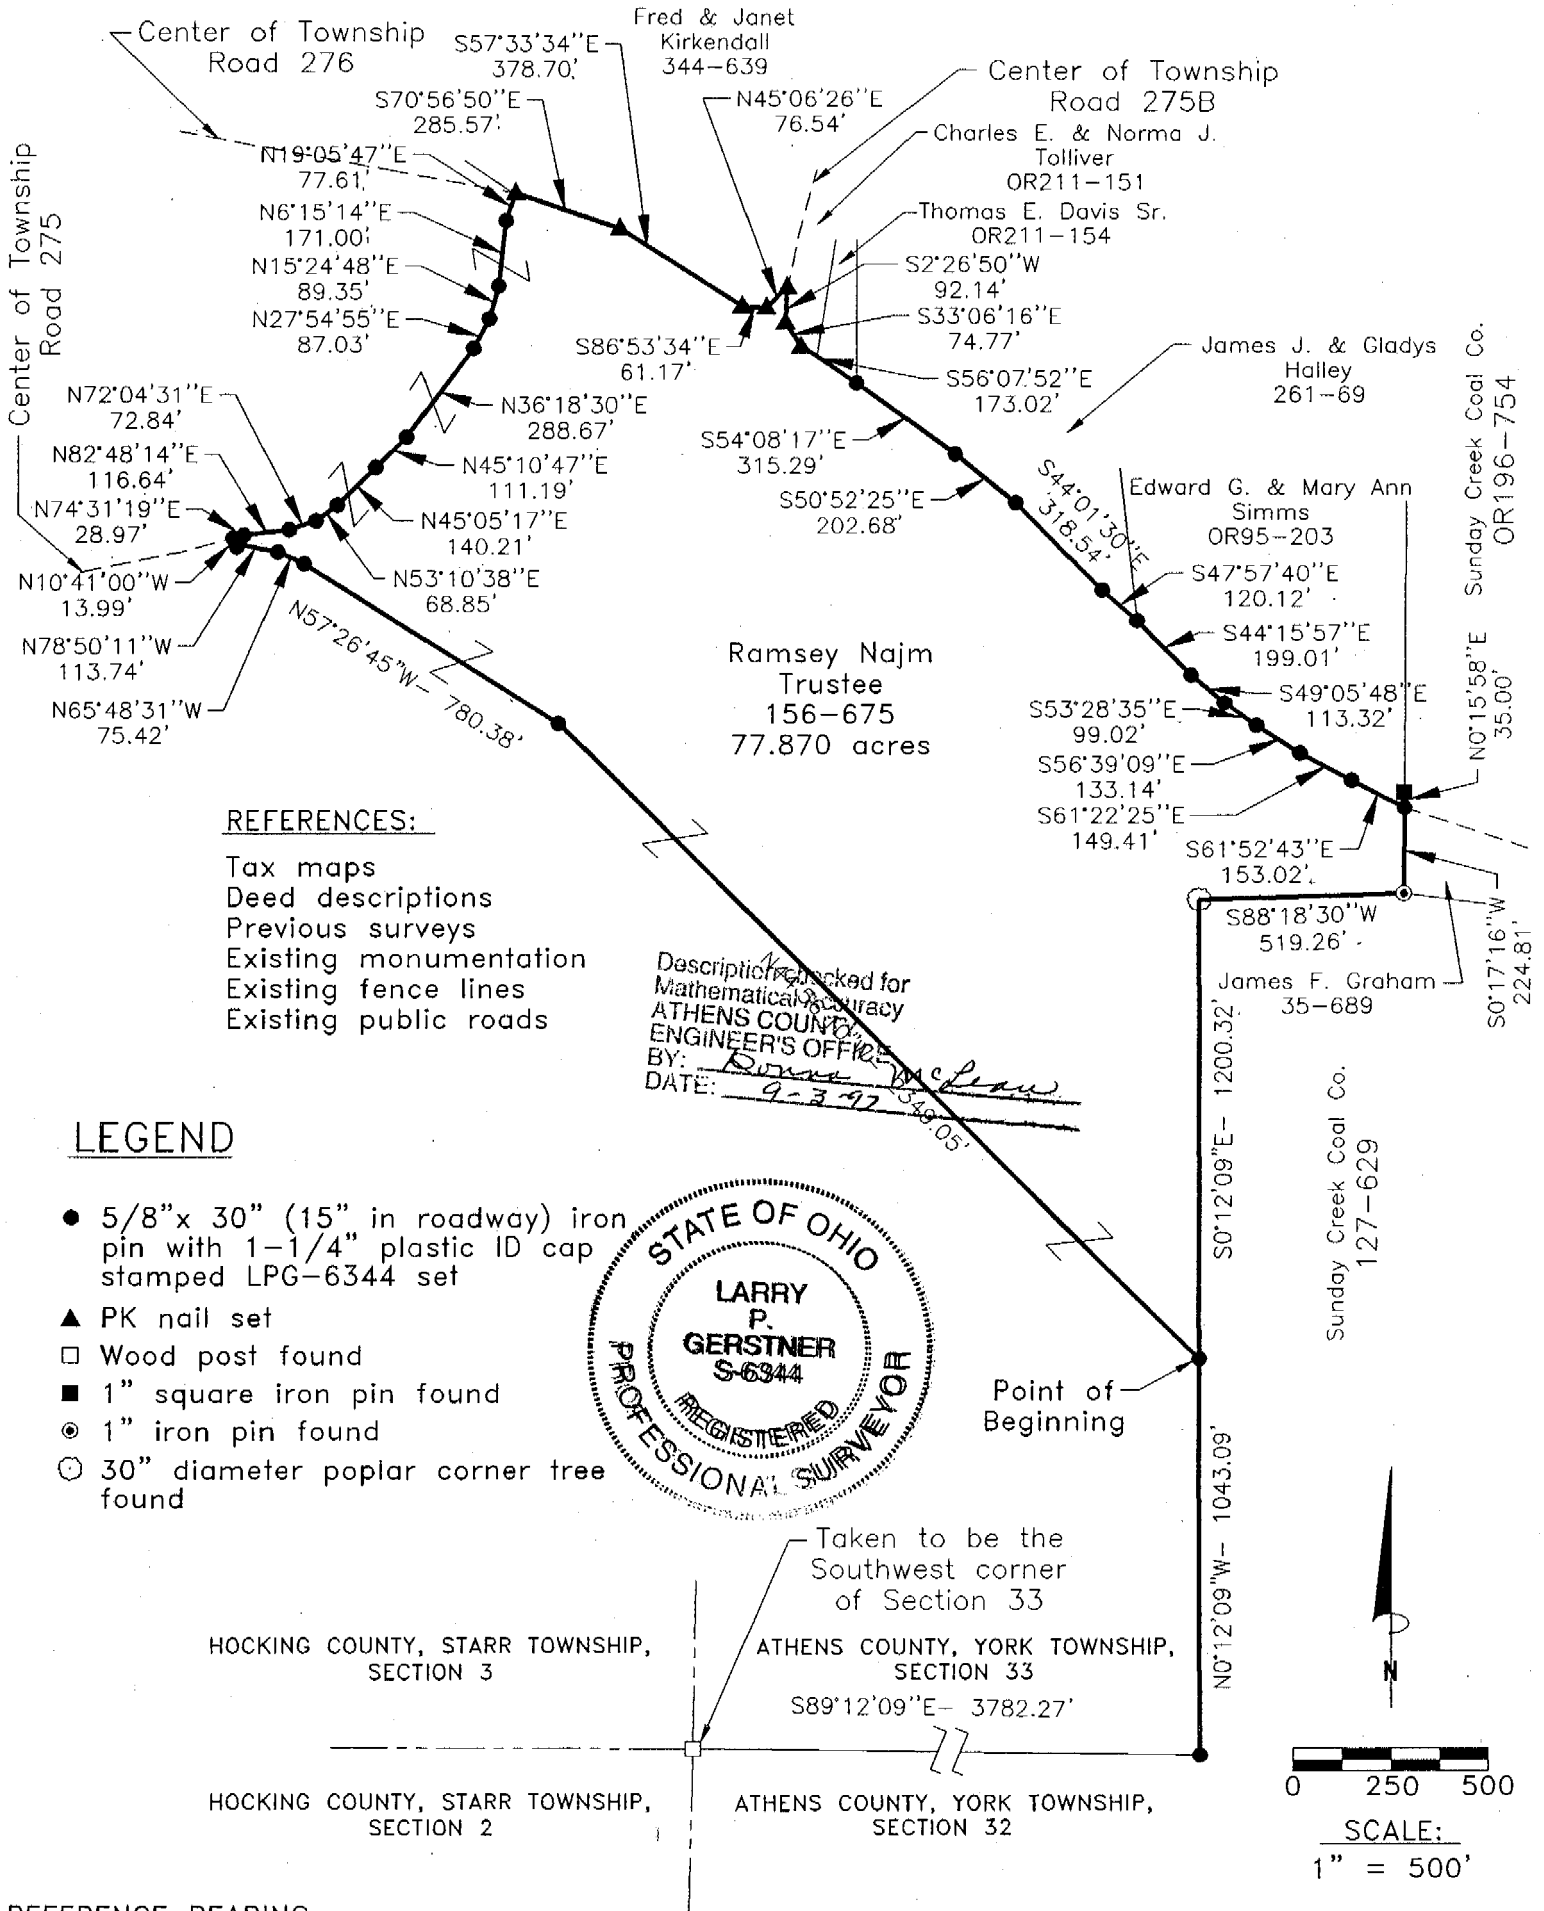 Center of Township
Road 276
S57°33'34"E
378.70'
Fred & Janet
Kirkendall
344-639
S70°56'50"E
285.57'
N45°06'26"E
76.54'
Center of Township
Road 275B
Charles E. & Norma J.
Tolliver
OR211-151
Thomas E. Davis Sr.
OR211-154
Center of Township
Road 275
N19°05'47"E
77.61'
N6°15'14"E
171.00'
N15°24'48"E
89.35'
N27°54'55"E
87.03'
S2°26'50"W
92.14'
S33°06'16"E
74.77'
S86°53'34"E
61.17'
S56°07'52"E
173.02'
James J. & Gladys
Halley
261-69
Sunday Creek Coal Co.
OR196-754
N72°04'31"E
72.84'
N36°18'30"E
288.67'
S54°08'17"E
315.29'
N82°48'14"E
116.64'
N45°10'47"E
111.19'
S50°52'25"E
202.68'
S44°01'30"E
318.54'
Edward G. & Mary Ann
Simms
OR95-203
N74°31'19"E
28.97'
N45°05'17"E
140.21'
N10°41'00"W
13.99'
N53°10'38"E
68.85'
S47°57'40"E
120.12'
N78°50'11"W
113.74'
N57°26'45"W- 780.38'
S44°15'57"E
199.01'
N65°48'31"W
75.42'
Ramsey Najm
Trustee
156-675
77.870 acres
S49°05'48"E
113.32'
N0°15'58"E
35.00'
S53°28'35"E
99.02'
S56°39'09"E
133.14'
S61°22'25"E
149.41'
S61°52'43"E
153.02'
S88°18'30"W
519.26'
S0°17'16"W
224.81'
James F. Graham
35-689
REFERENCES:
Tax maps
Deed descriptions
Previous surveys
Existing monumentation
Existing fence lines
Existing public roads
Description checked for
Mathematical accuracy
ATHENS COUNTY
ENGINEER'S OFFICE
BY: Donna McLean
DATE: 9-3-97
2349.05'
S0°12'09"E- 1200.32'
Sunday Creek Coal Co.
127-629
LEGEND
5/8"x 30" (15" in roadway) iron
pin with 1-1/4" plastic ID cap
stamped LPG-6344 set
PK nail set
Wood post found
1" square iron pin found
1" iron pin found
30" diameter poplar corner tree
found
STATE OF OHIO
LARRY
P.
GERSTNER
S-6344
REGISTERED
PROFESSIONAL SURVEYOR
Point of
Beginning
N0°12'09"W- 1043.09'
Taken to be the
Southwest corner
of Section 33
HOCKING COUNTY, STARR TOWNSHIP,
SECTION 3
ATHENS COUNTY, YORK TOWNSHIP,
SECTION 33
S89°12'09"E- 3782.27'
HOCKING COUNTY, STARR TOWNSHIP,
SECTION 2
ATHENS COUNTY, YORK TOWNSHIP,
SECTION 32
N
0 250 500
SCALE:
1" = 500'
REFERENCE BEARING